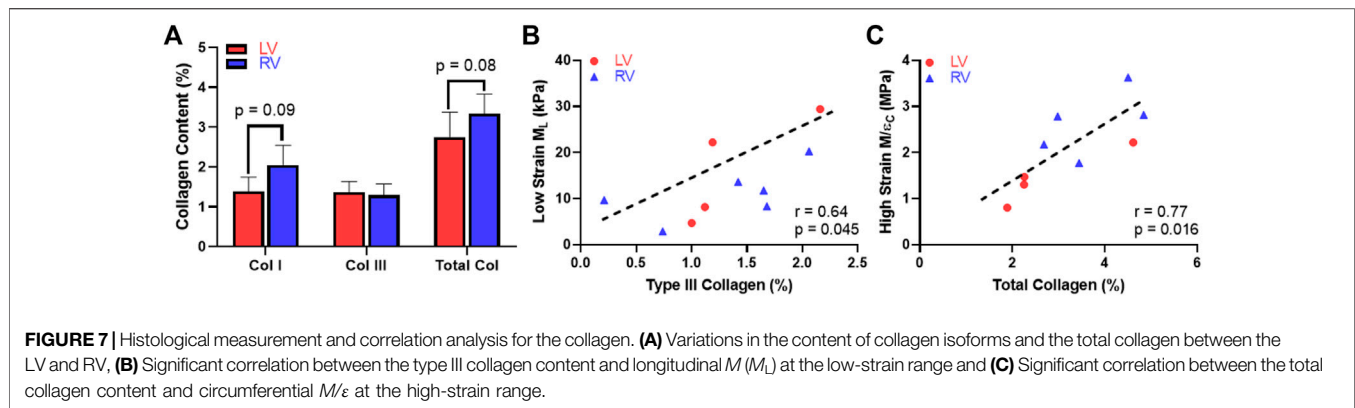 A
LV
RV
Collagen Content (%)
5
4
3
2
1
0
p = 0.09
p = 0.08
Col I
Col III
Total Col
B
LV
RV
Low Strain M_L (kPa)
40
30
20
10
0
r = 0.64
p = 0.045
0.0
0.5
1.0
1.5
2.0
2.5
Type III Collagen (%)
C
LV
RV
High Strain M/ε_C (MPa)
4
3
2
1
0
r = 0.77
p = 0.016
0
2
4
6
Total Collagen (%)
FIGURE 7 | Histological measurement and correlation analysis for the collagen. (A) Variations in the content of collagen isoforms and the total collagen between the
LV and RV, (B) Significant correlation between the type III collagen content and longitudinal M (M_L) at the low-strain range and (C) Significant correlation between the total
collagen content and circumferential M/ε at the high-strain range.